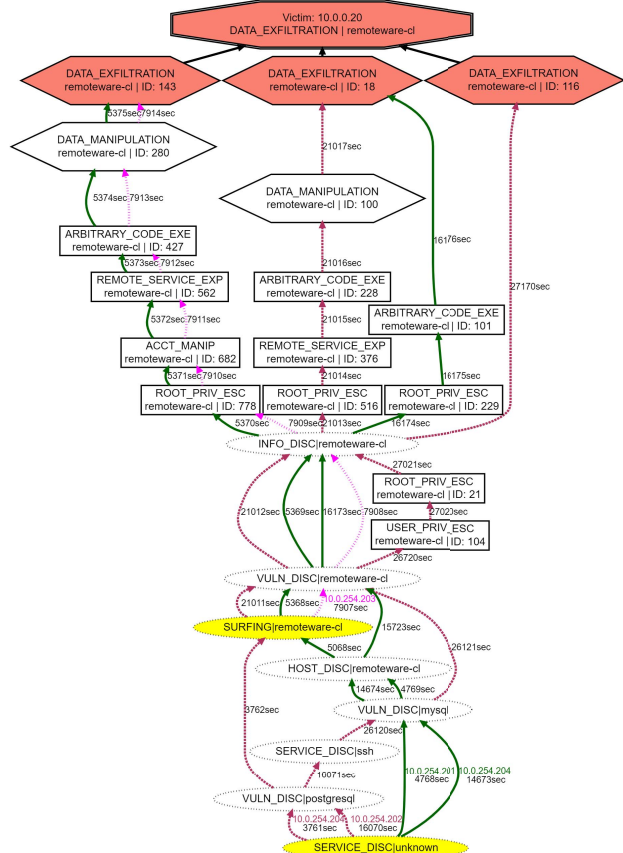 Victim: 10.0.0.20
DATA_EXFILTRATION | remoteware-cl
DATA_EXFILTRATION
remoteware-cl | ID: 143
DATA_EXFILTRATION
remoteware-cl | ID: 18
DATA_EXFILTRATION
remoteware-cl | ID: 116
5375sec
7914sec
DATA_MANIPULATION
remoteware-cl | ID: 280
21017sec
DATA_MANIPULATION
remoteware-cl | ID: 100
5374sec
7913sec
ARBITRARY_CODE_EXE
remoteware-cl | ID: 427
16176sec
5373sec
7912sec
21016sec
27170sec
REMOTE_SERVICE_EXP
remoteware-cl | ID: 562
ARBITRARY_CODE_EXE
remoteware-cl | ID: 228
ARBITRARY_CODE_EXE
remoteware-cl | ID: 101
5372sec
7911sec
21015sec
ACCT_MANIP
remoteware-cl | ID: 682
REMOTE_SERVICE_EXP
remoteware-cl | ID: 376
5371sec
7910sec
21014sec
16175sec
ROOT_PRIV_ESC
remoteware-cl | ID: 778
ROOT_PRIV_ESC
remoteware-cl | ID: 516
ROOT_PRIV_ESC
remoteware-cl | ID: 229
5370sec
7909sec
21013sec
16174sec
INFO_DISC|remoteware-cl
27021sec
ROOT_PRIV_ESC
remoteware-cl | ID: 21
21012sec
5369sec
16173sec
7908sec
27020sec
USER_PRIV_ESC
remoteware-cl | ID: 104
26720sec
VULN_DISC|remoteware-cl
21011sec
5368sec
10.0.254.203
7907sec
SURFING|remoteware-cl
15723sec
5068sec
26121sec
HOST_DISC|remoteware-cl
14674sec
4769sec
3762sec
VULN_DISC|mysql
26120sec
SERVICE_DISC|ssh
16071sec
10.0.254.201
4768sec
10.0.254.204
14673sec
VULN_DISC|postgresql
10.0.254.204
3761sec
10.0.254.202
16070sec
SERVICE_DISC|unknown